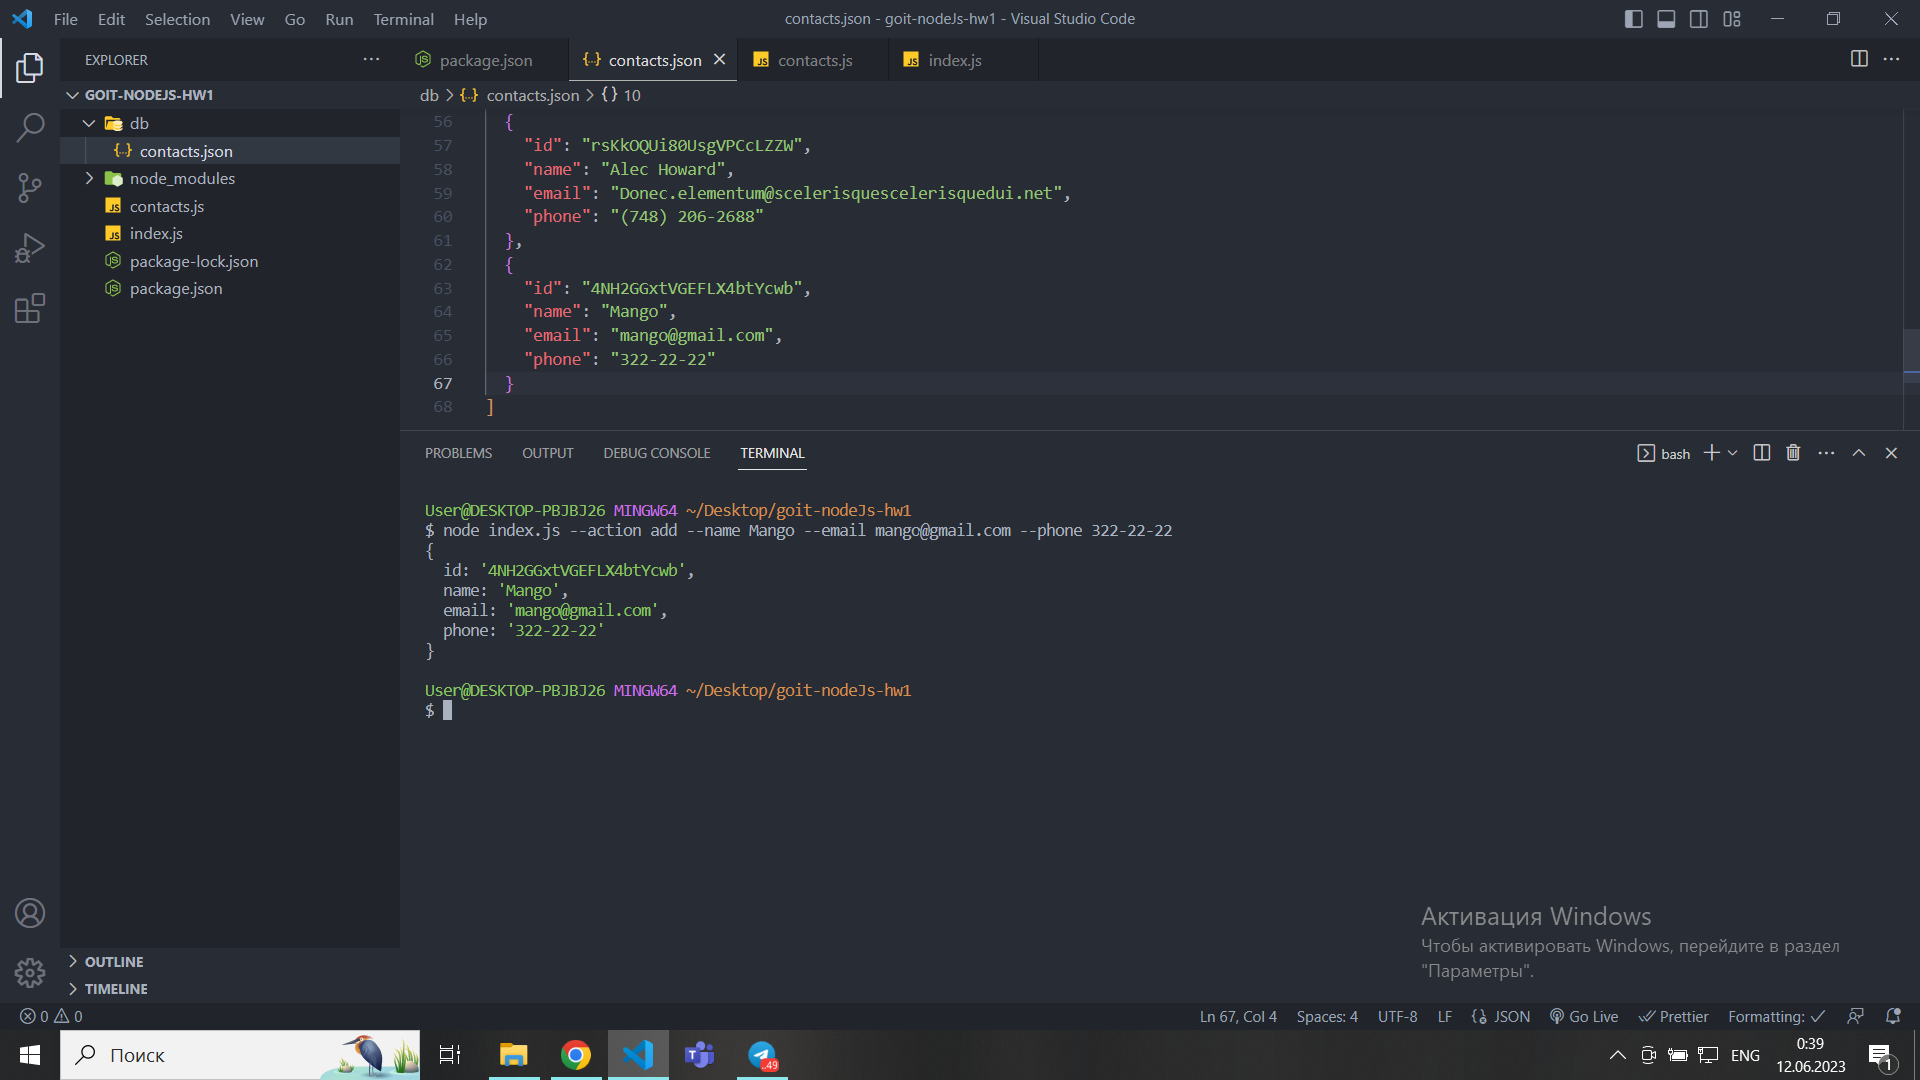 File Edit Selection View Go Run Terminal Help
contacts.json - goit-nodeJs-hw1 - Visual Studio Code
EXPLORER
package.json
contacts.json
contacts.js
index.js
GOIT-NODEJS-HW1
db
contacts.json
node_modules
contacts.js
index.js
package-lock.json
package.json
OUTLINE
TIMELINE
db > contacts.json > {} 10
56 {
57 "id": "rsKkOQUi80UsgVPCcLZZW",
58 "name": "Alec Howard",
59 "email": "Donec.elementum@scelerisquescelerisquedui.net",
60 "phone": "(748) 206-2688"
61 },
62 {
63 "id": "4NH2GGxtVGEFLX4btYcwb",
64 "name": "Mango",
65 "email": "mango@gmail.com",
66 "phone": "322-22-22"
67 }
68 ]
PROBLEMS OUTPUT DEBUG CONSOLE TERMINAL
bash
User@DESKTOP-PBJBJ26 MINGW64 ~/Desktop/goit-nodeJs-hw1
$ node index.js --action add --name Mango --email mango@gmail.com --phone 322-22-22
{
id: '4NH2GGxtVGEFLX4btYcwb',
name: 'Mango',
email: 'mango@gmail.com',
phone: '322-22-22'
}
User@DESKTOP-PBJBJ26 MINGW64 ~/Desktop/goit-nodeJs-hw1
$
Активация Windows
Чтобы активировать Windows, перейдите в раздел
"Параметры".
0 0
Ln 67, Col 4 Spaces: 4 UTF-8 LF JSON Go Live Prettier Formatting:
Поиск
.49
ENG
0:39
12.06.2023
1